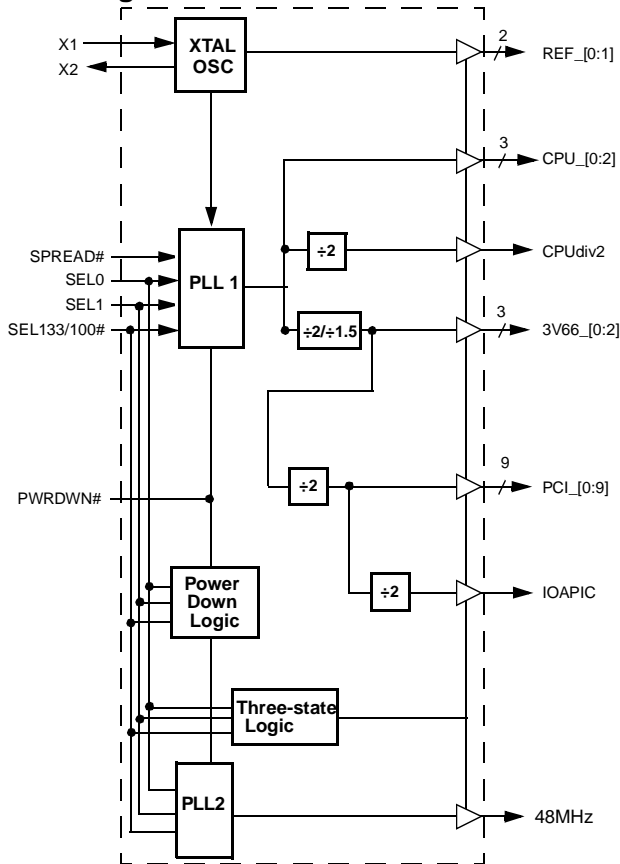 X1
X2
XTAL
OSC
2
REF_[0:1]
3
CPU_[0:2]
÷2
CPUdiv2
SPREAD#
SEL0
SEL1
SEL133/100#
PLL 1
÷2/÷1.5
3
3V66_[0:2]
÷2
9
PCI_[0:9]
PWRDWN#
Power
Down
Logic
÷2
IOAPIC
Three-state
Logic
PLL2
48MHz